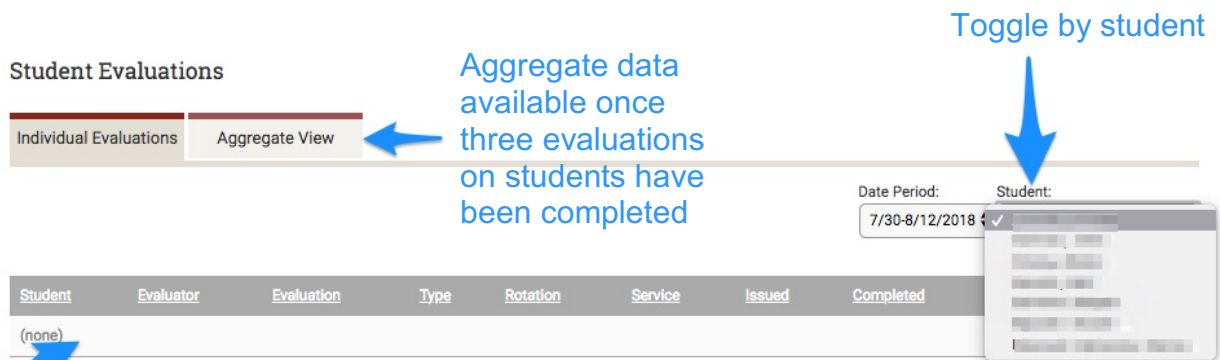 Toggle by student
Student Evaluations
Aggregate data
available once
three evaluations
on students have
been completed
Individual Evaluations Aggregate View
Date Period: Student:
7/30-8/12/2018
Student Evaluator Evaluation Type Rotation Service Issued Completed
(none)